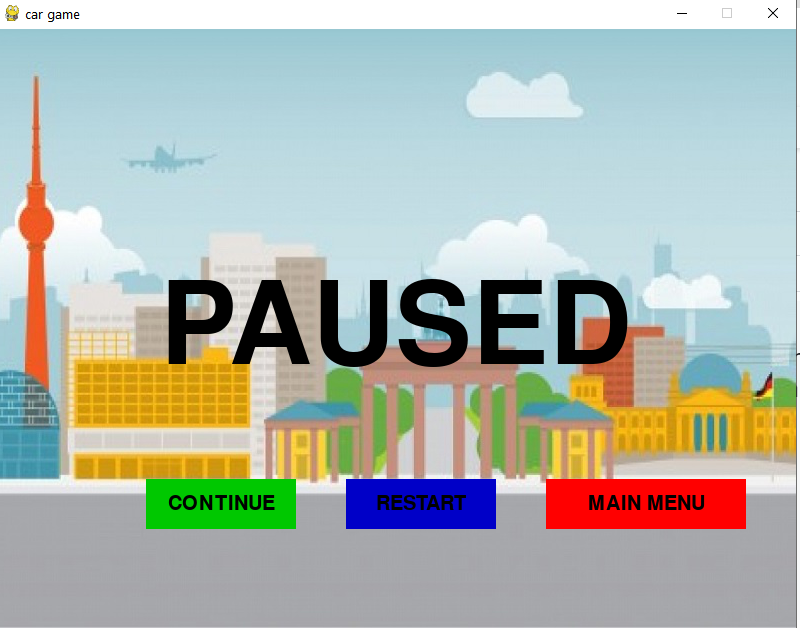 car game
PAUSED
CONTINUE
RESTART
MAIN MENU